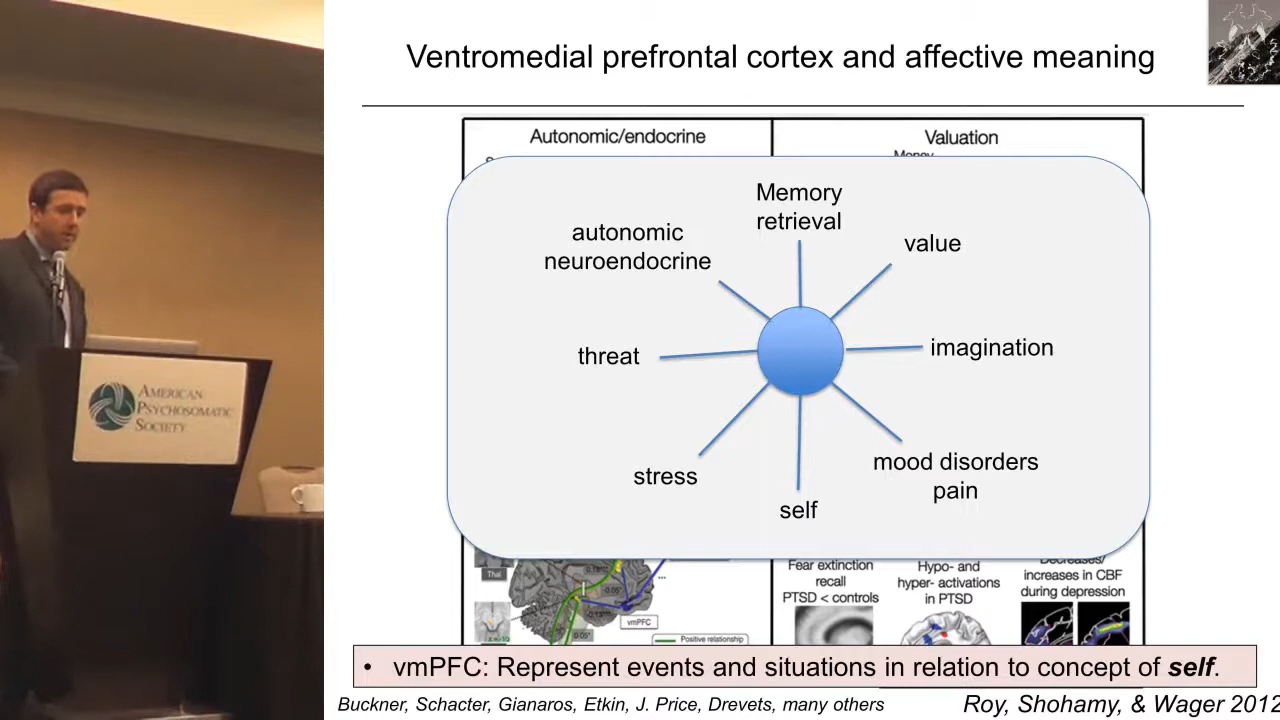 Ventromedial prefrontal cortex and affective meaning
Autonomic/endocrine
Valuation
Money
Memory
retrieval
autonomic
neuroendocrine
value
threat
imagination
stress
mood disorders
pain
self
Thal
vmPFC
Positive relationship
Fear extinction
recall
PTSD < controls
Hypo- and
hyper- activations
in PTSD
Decreases/
increases in CBF
during depression
• vmPFC: Represent events and situations in relation to concept of self.
Buckner, Schacter, Gianaros, Etkin, J. Price, Drevets, many others
Roy, Shohamy, & Wager 2012
AMERICAN
PSYCHOSOMATIC
SOCIETY